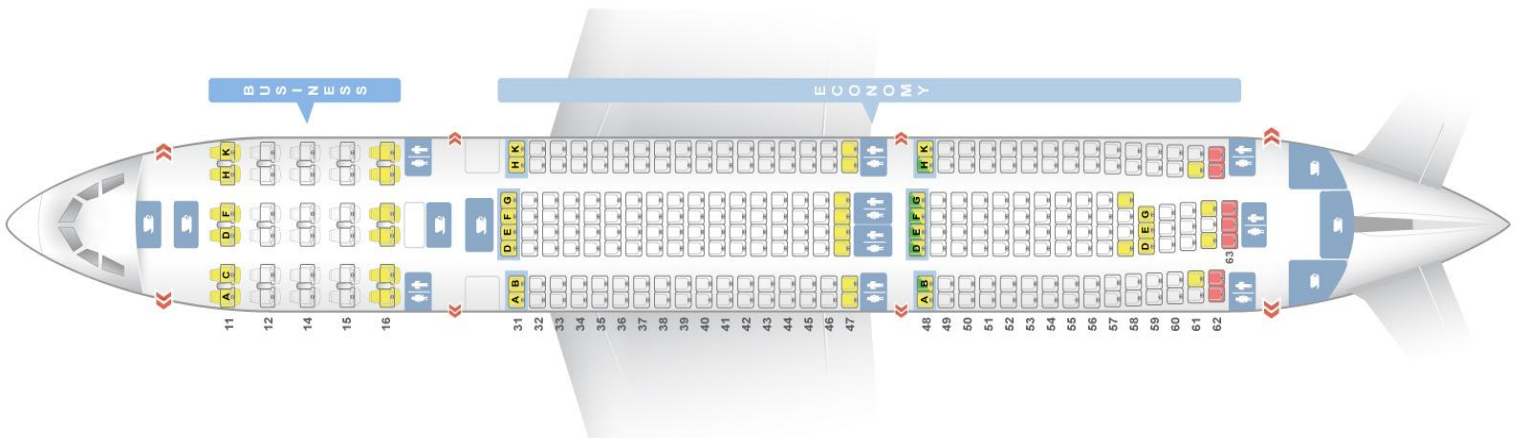 BUSINESS
ECONOMY
K
H
F
D
C
A
K
H
G
F
E
D
B
A
K
H
G
F
E
D
B
A
G
E
D
11
12
14
15
16
31
32
33
34
35
36
37
38
39
40
41
42
43
44
45
46
47
48
49
50
51
52
53
54
55
56
57
58
59
60
61
62
63